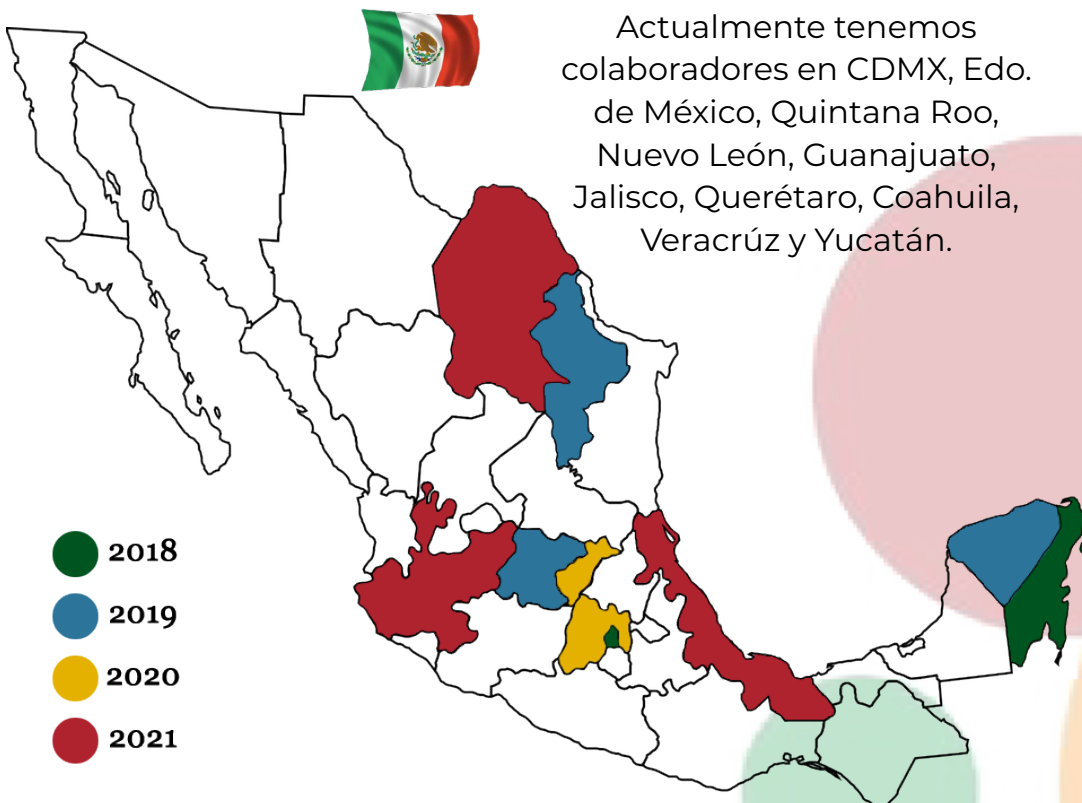 Actualmente tenemos
colaboradores en CDMX, Edo.
de México, Quintana Roo,
Nuevo León, Guanajuato,
Jalisco, Querétaro, Coahuila,
Veracrúz y Yucatán.
2018
2019
2020
2021